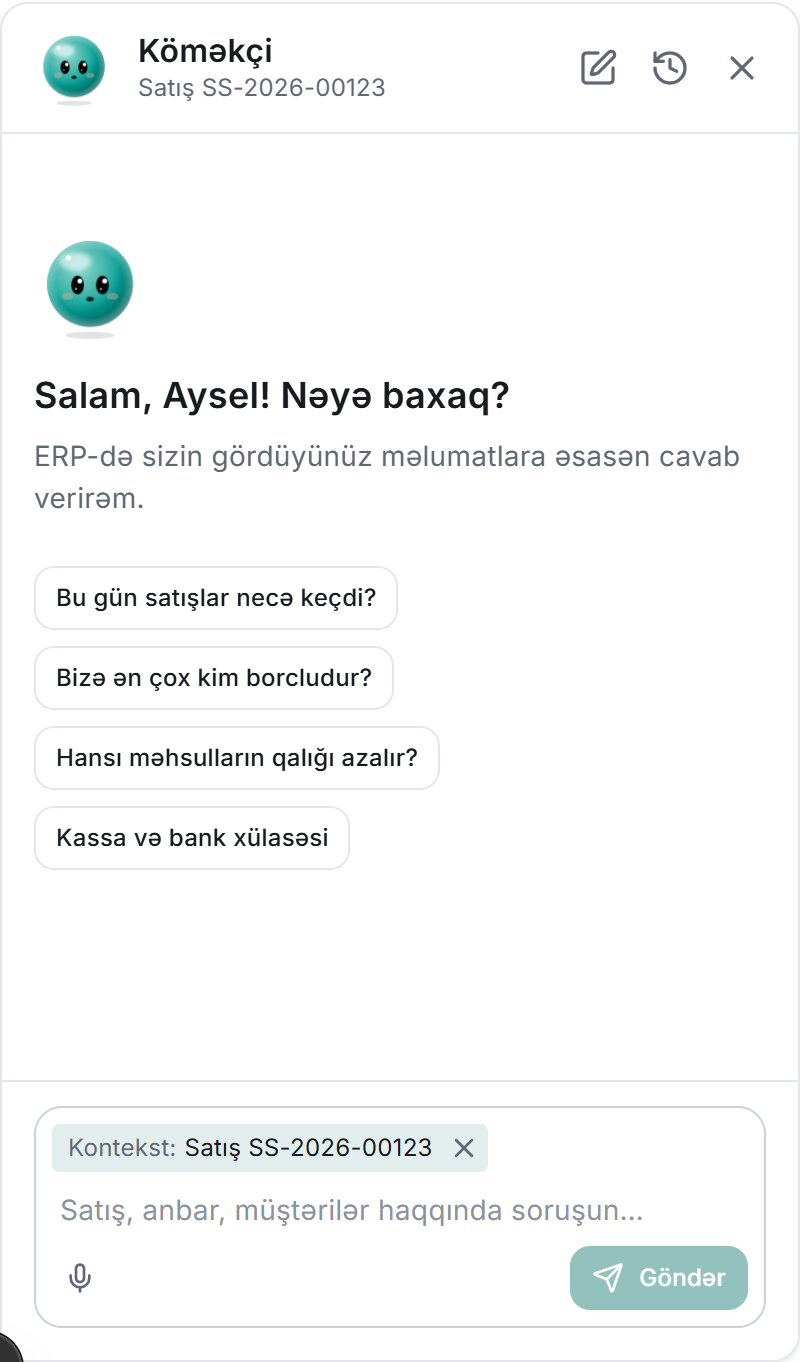 Köməkçi
Satış SS-2026-00123
Salam, Aysel! Nəyə baxaq?
ERP-də sizin gördüyünüz məlumatlara əsasən cavab
verirəm.
Bu gün satışlar necə keçdi?
Bizə ən çox kim borcludur?
Hansı məhsulların qalığı azalır?
Kassa və bank xülasəsi
Kontekst: Satış SS-2026-00123
Satış, anbar, müştərilər haqqında soruşun...
Göndər